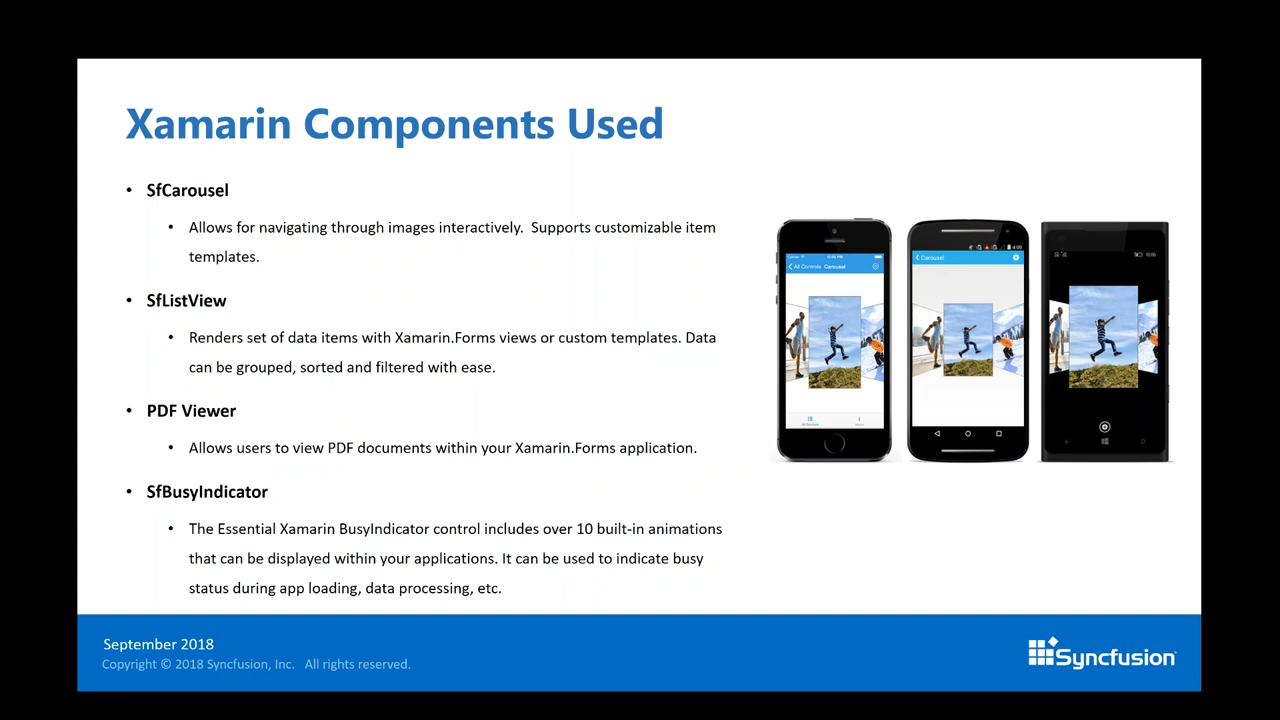 Xamarin Components Used
• SfCarousel
• Allows for navigating through images interactively. Supports customizable item
templates.
• SfListView
• Renders set of data items with Xamarin.Forms views or custom templates. Data
can be grouped, sorted and filtered with ease.
• PDF Viewer
• Allows users to view PDF documents within your Xamarin.Forms application.
• SfBusyIndicator
• The Essential Xamarin BusyIndicator control includes over 10 built-in animations
that can be displayed within your applications. It can be used to indicate busy
status during app loading, data processing, etc.
All Controls Carousel
Carousel
September 2018
Copyright © 2018 Syncfusion, Inc. All rights reserved.
Syncfusion